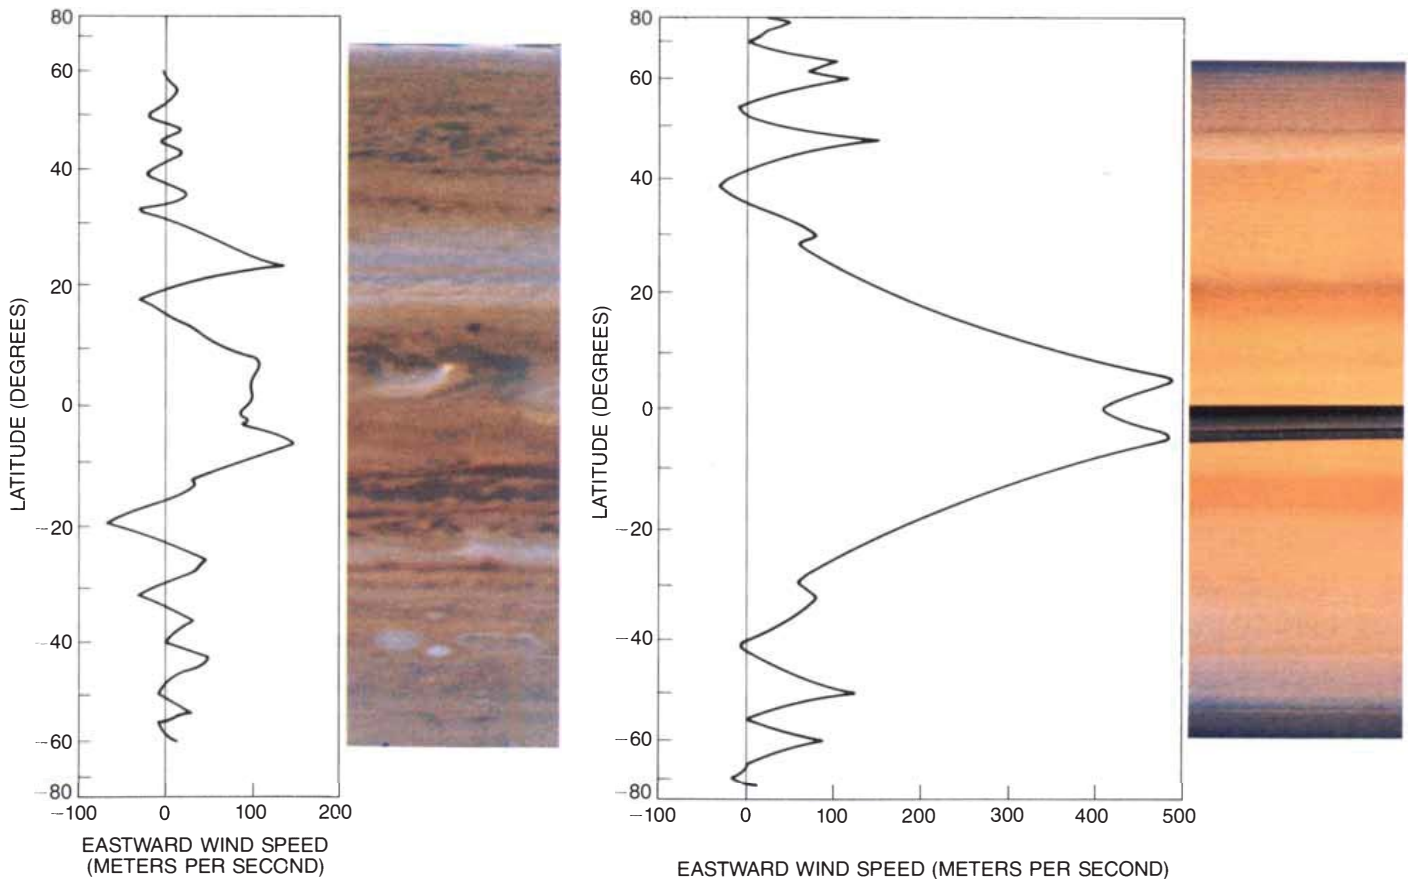 80
60
40
20
0
−20
−40
−60
−80
LATITUDE (DEGREES)
−100 0 100 200
EASTWARD WIND SPEED
(METERS PER SECOND)
80
60
40
20
0
−20
−40
−60
−80
LATITUDE (DEGREES)
−100 0 100 200 300 400 500
EASTWARD WIND SPEED (METERS PER SECOND)